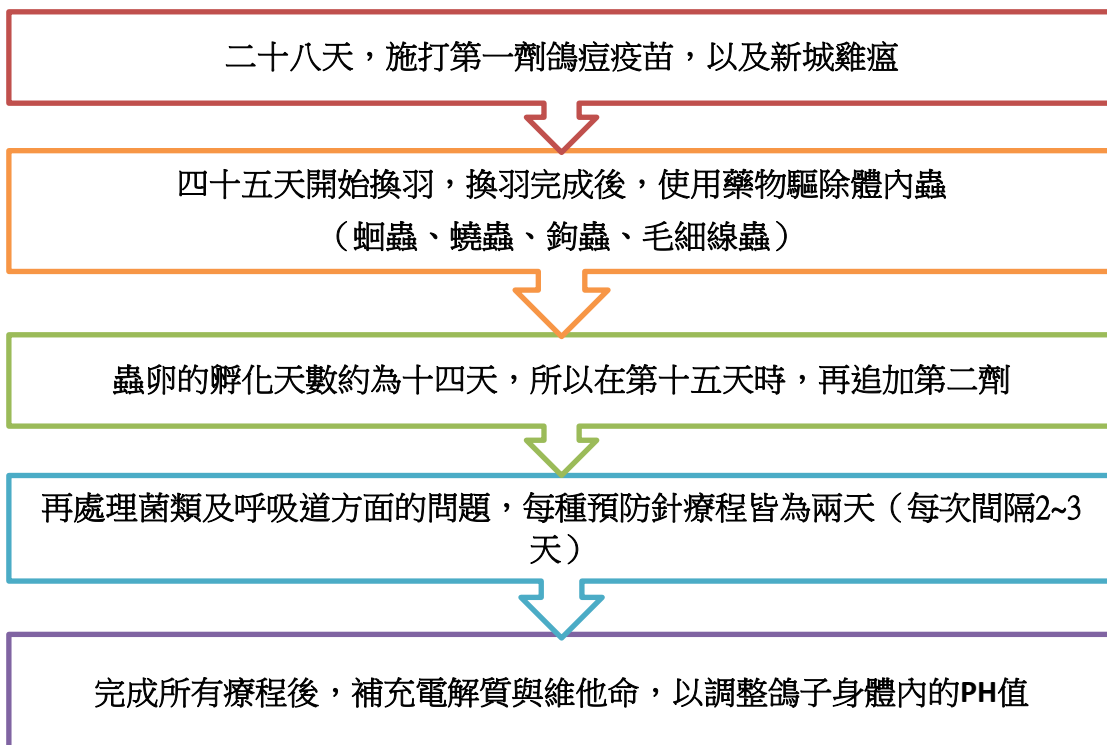 二十八天，施打第一劑鴿痘疫苗，以及新城雞瘟
四十五天開始換羽，換羽完成後，使用藥物驅除體內蟲
（蛔蟲、蟯蟲、鉤蟲、毛細線蟲）
蟲卵的孵化天數約為十四天，所以在第十五天時，再追加第二劑
再處理菌類及呼吸道方面的問題，每種預防針療程皆為兩天（每次間隔2~3
天）
完成所有療程後，補充電解質與維他命，以調整鴿子身體內的PH值